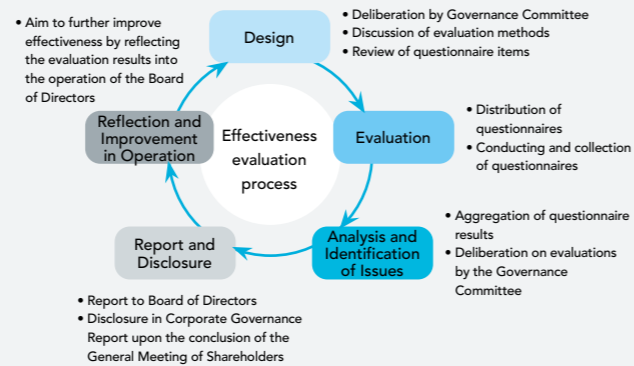 • Aim to further improve
effectiveness by reflecting
the evaluation results into
the operation of the Board
of Directors
Design
• Deliberation by Governance Committee
• Discussion of evaluation methods
• Review of questionnaire items
Reflection and
Improvement
in Operation
Effectiveness
evaluation
process
Evaluation
• Distribution of
questionnaires
• Conducting and collection
of questionnaires
Report and
Disclosure
Analysis and
Identification
of Issues
• Aggregation of questionnaire
results
• Deliberation on evaluations
by the Governance
Committee
• Report to Board of Directors
• Disclosure in Corporate Governance
Report upon the conclusion of the
General Meeting of Shareholders